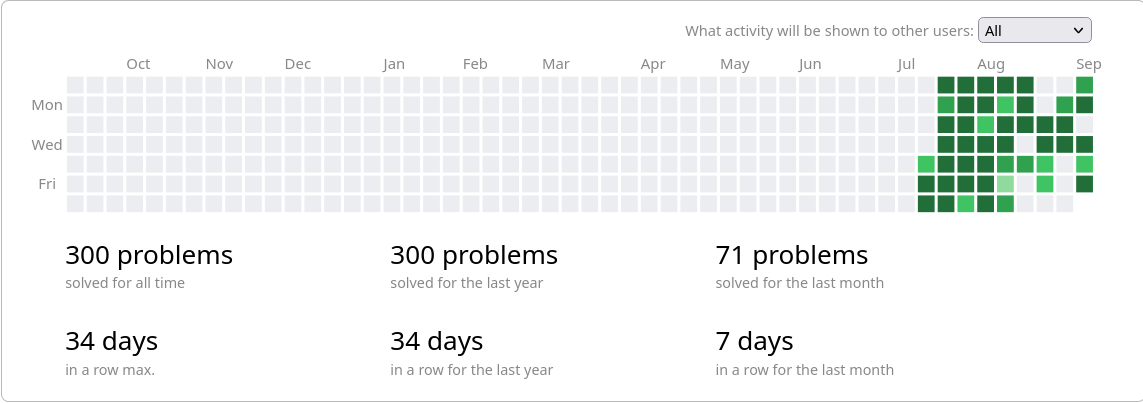 What activity will be shown to other users: All
Oct Nov Dec Jan Feb Mar Apr May Jun Jul Aug Sep
Mon
Wed
Fri
300 problems 300 problems 71 problems
solved for all time solved for the last year solved for the last month
34 days 34 days 7 days
in a row max. in a row for the last year in a row for the last month